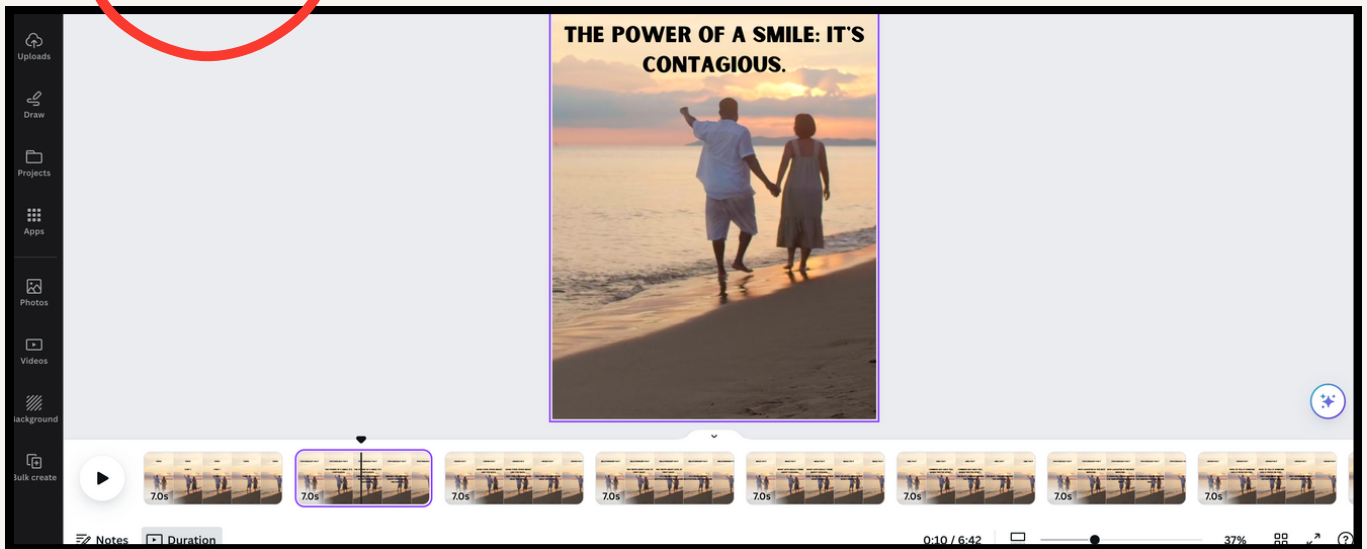 THE POWER OF A SMILE: IT'S
CONTAGIOUS.
Uploads
Draw
Projects
Apps
Photos
Videos
ackground
ulk create
7.0s
7.0s
7.0s
7.0s
7.0s
7.0s
7.0s
7.0s
Notes
Duration
0:10 / 6:42
37%